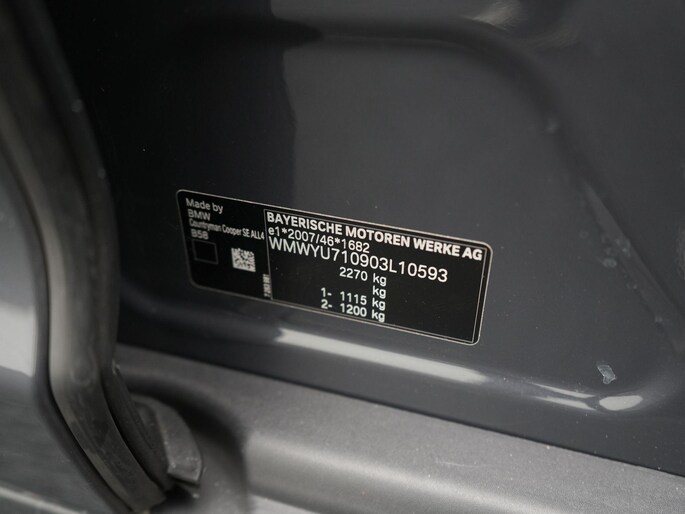 Made by
BMW
Countryman Cooper SE ALL4
B5B
BAYERISCHE MOTOREN WERKE AG
e1*2007/46*1682
WMWYU710903L10593
2270 kg
kg
1- 1115 kg
2- 1200 kg